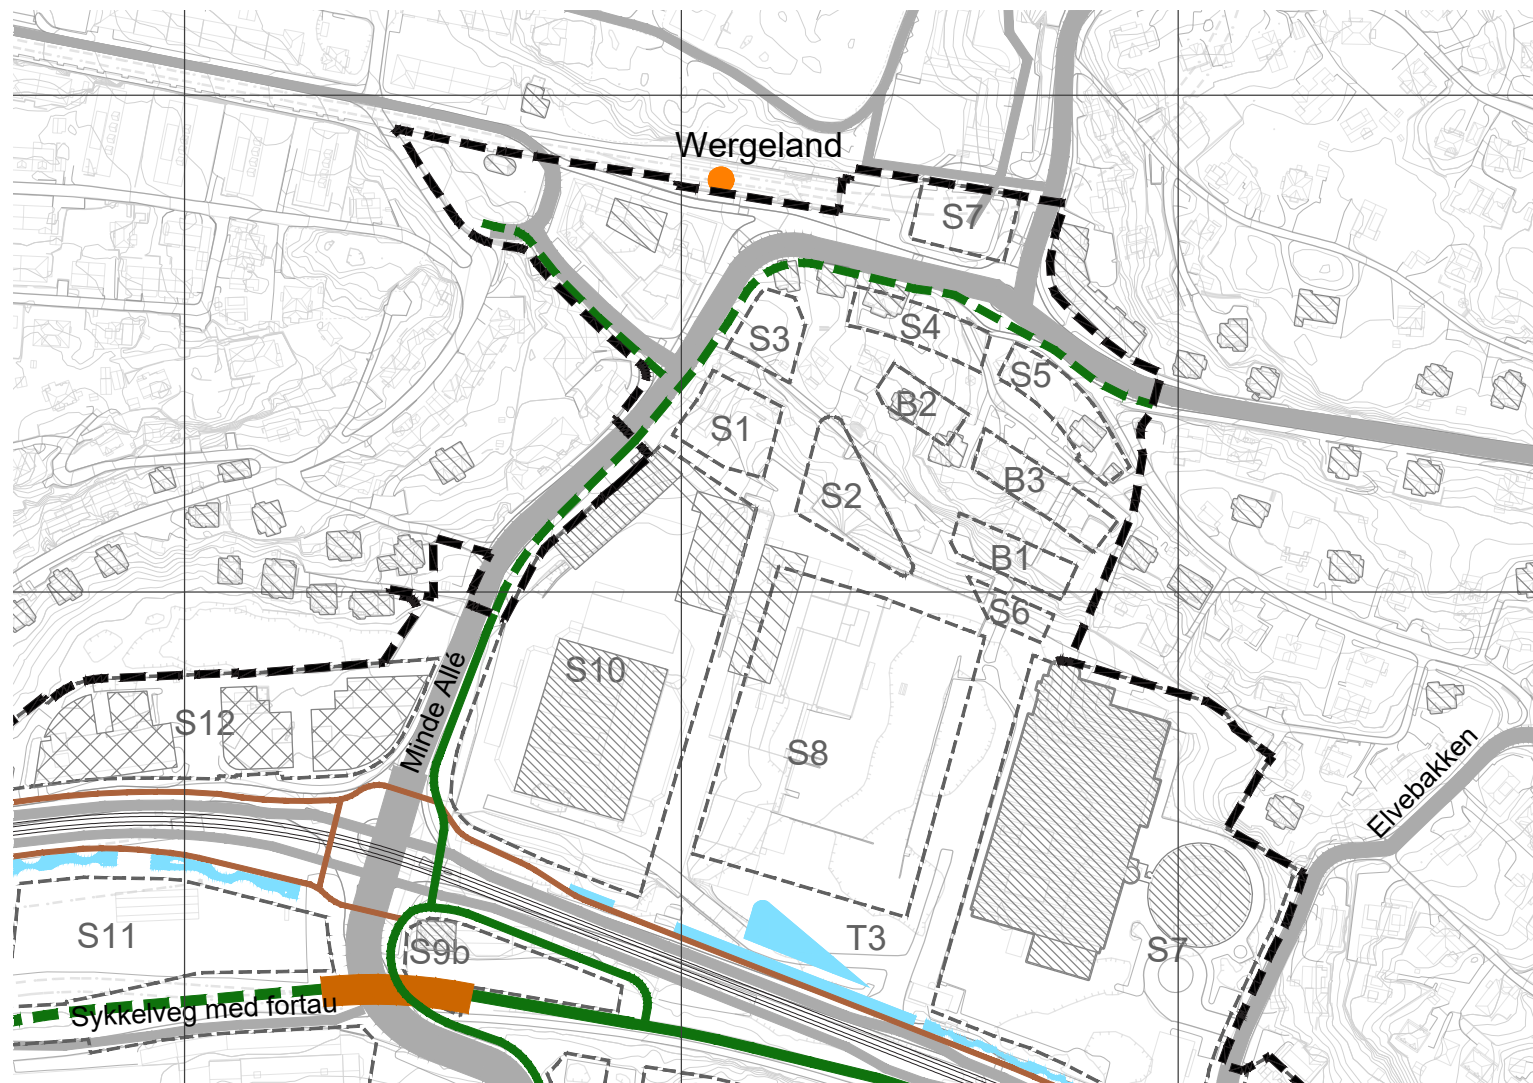 Wergeland
S7
S3
S4
S5
B2
S1
B3
S2
B1
S6
S10
Minde Allé
S12
S8
Elvebakken
S11
T3
S9b
S7
Sykkelveg med fortau